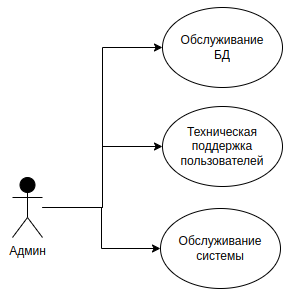 Обслуживание
БД
Техническая
поддержка
пользователей
Админ
Обслуживание
системы